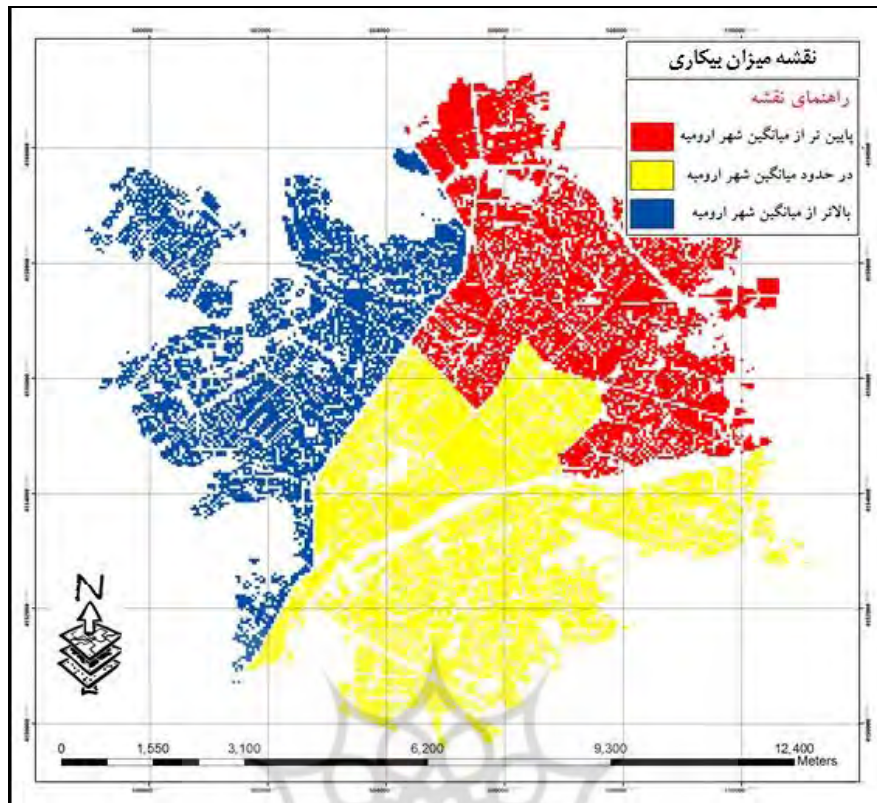 نقشه میزان بیکاری
راهنمای نقشه
پایین تر از میانگین شهر ارومیه
در حدود میانگین شهر ارومیه
بالاتر از میانگین شهر ارومیه
N
0 1,550 3,100 6,200 9,300 12,400
Meters